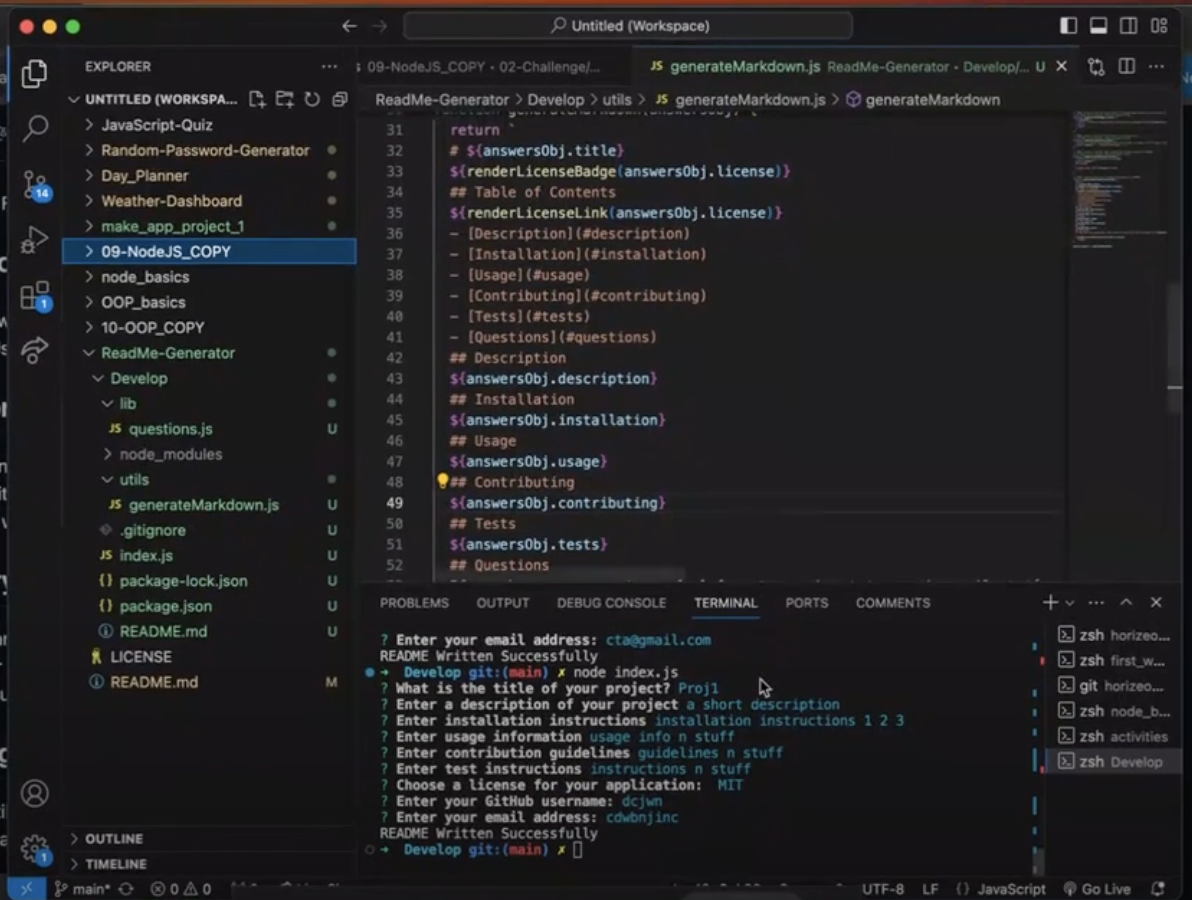 Untitled (Workspace)
EXPLORER
09-NodeJS_COPY • 02-Challenge/...
JS generateMarkdown.js ReadMe-Generator • Develop/... U
UNTITLED (WORKSPA...
ReadMe-Generator > Develop > utils > JS generateMarkdown.js > generateMarkdown
JavaScript-Quiz
Random-Password-Generator
Day_Planner
Weather-Dashboard
make_app_project_1
09-NodeJS_COPY
node_basics
OOP_basics
10-OOP_COPY
ReadMe-Generator
Develop
lib
JS questions.js U
node_modules
utils
JS generateMarkdown.js U
.gitignore U
JS index.js U
{} package-lock.json U
{} package.json U
README.md U
LICENSE
README.md M
OUTLINE
TIMELINE
14
1
1
31 return `
32 # ${answersObj.title}
33 ${renderLicenseBadge(answersObj.license)}
34 ## Table of Contents
35 ${renderLicenseLink(answersObj.license)}
36 - [Description](#description)
37 - [Installation](#installation)
38 - [Usage](#usage)
39 - [Contributing](#contributing)
40 - [Tests](#tests)
41 - [Questions](#questions)
42 ## Description
43 ${answersObj.description}
44 ## Installation
45 ${answersObj.installation}
46 ## Usage
47 ${answersObj.usage}
48 ## Contributing
49 ${answersObj.contributing}
50 ## Tests
51 ${answersObj.tests}
52 ## Questions
PROBLEMS OUTPUT DEBUG CONSOLE TERMINAL PORTS COMMENTS
? Enter your email address: cta@gmail.com
README Written Successfully
→ Develop git:(main) ✗ node index.js
? What is the title of your project? Proj1
? Enter a description of your project a short description
? Enter installation instructions installation instructions 1 2 3
? Enter usage information usage info n stuff
? Enter contribution guidelines guidelines n stuff
? Enter test instructions instructions n stuff
? Choose a license for your application: MIT
? Enter your GitHub username: dcjwn
? Enter your email address: cdwbnjinc
README Written Successfully
→ Develop git:(main) ✗
zsh horizeo...
zsh first_w...
git horizeo...
zsh node_b...
zsh activities
zsh Develop
main* 0 0 UTF-8 LF {} JavaScript Go Live